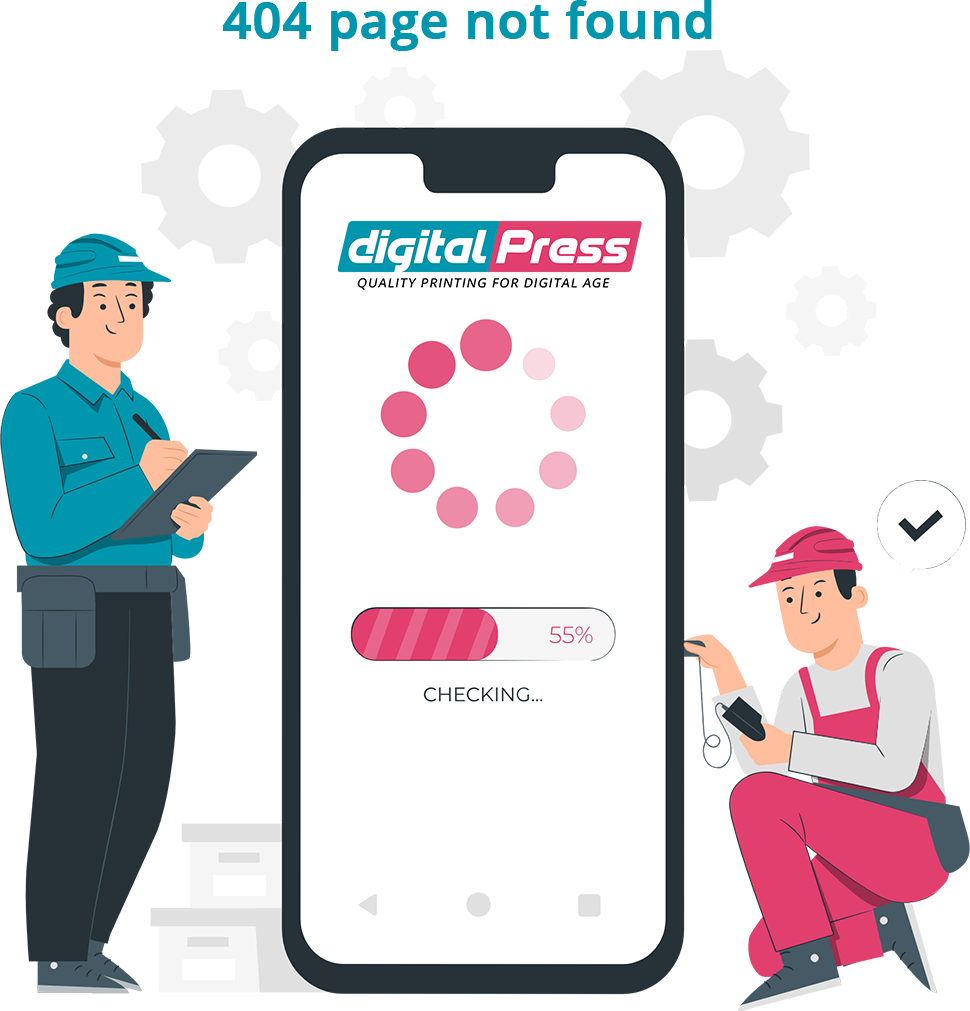 404 page not found
digital Press
QUALITY PRINTING FOR DIGITAL AGE
55%
CHECKING...